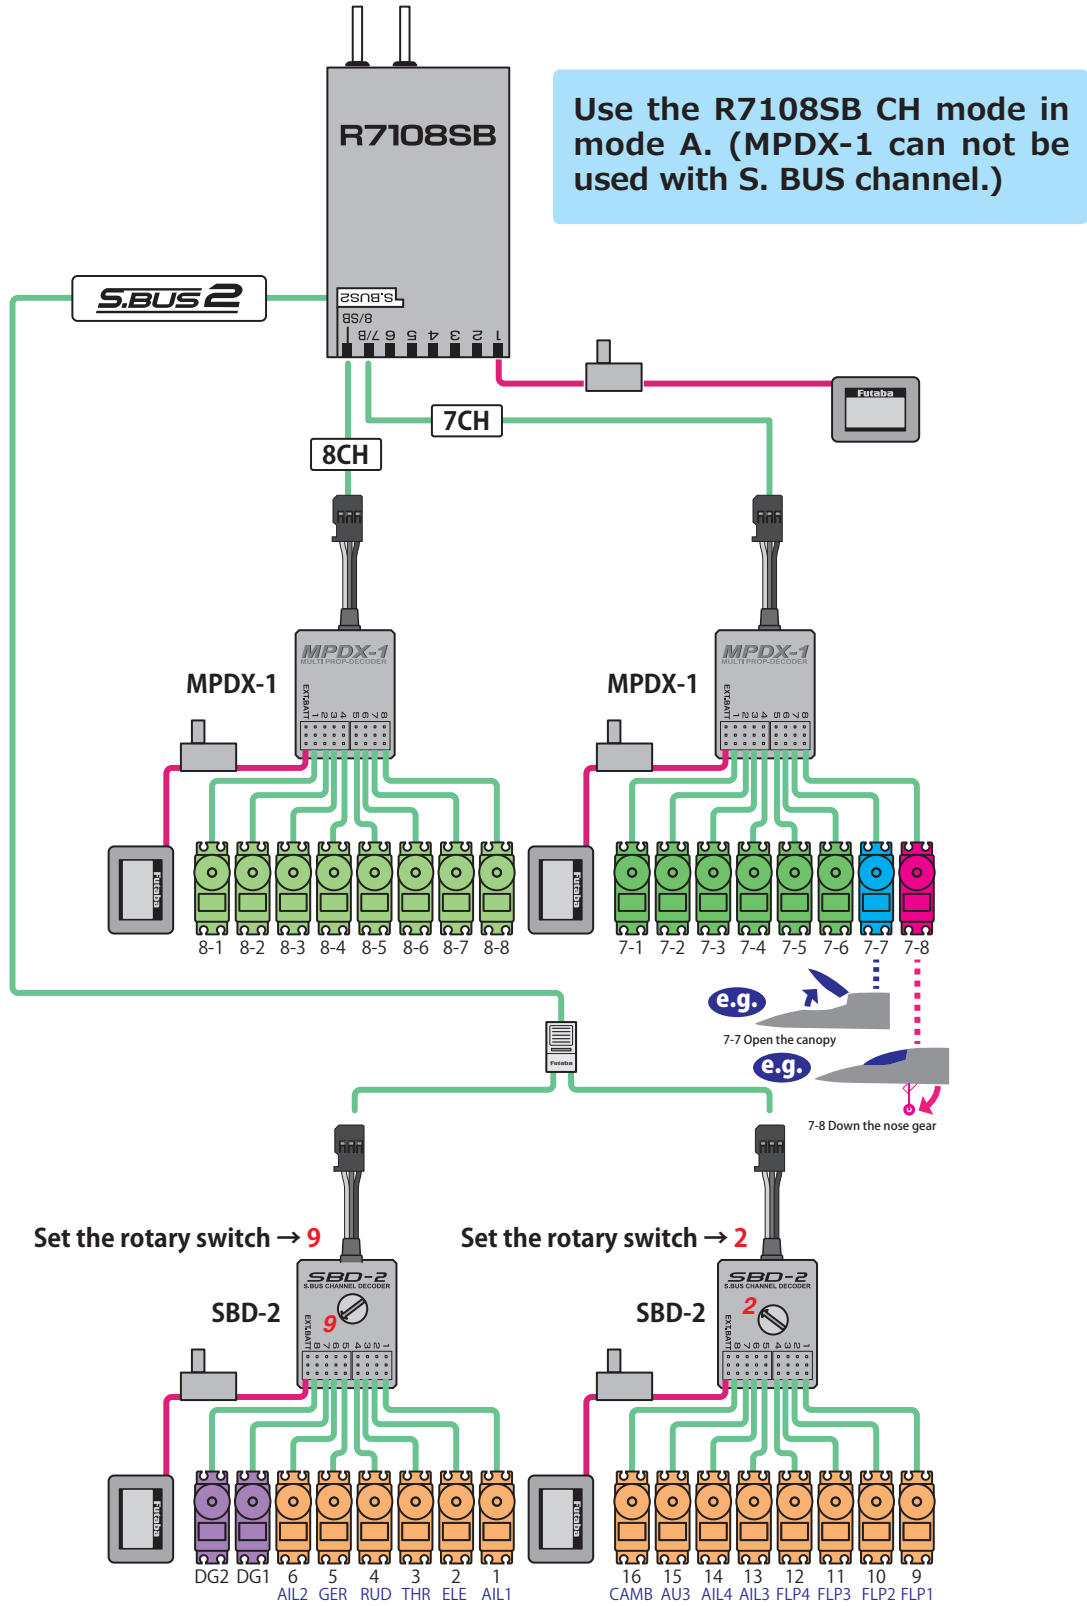 R7108SB
Use the R7108SB CH mode in
mode A. (MPDX-1 can not be
used with S. BUS channel.)
S.BUS2
S.BUS2
8/SB
7/B 6 5 4 3 2 1
Futaba
7CH
8CH
MPDX-1
MULTI PROP-DECODER
MPDX-1
EXT.BATT 1 2 3 4 5 6 7 8
Futaba
8-1 8-2 8-3 8-4 8-5 8-6 8-7 8-8
MPDX-1
MULTI PROP-DECODER
MPDX-1
EXT.BATT 1 2 3 4 5 6 7 8
Futaba
7-1 7-2 7-3 7-4 7-5 7-6 7-7 7-8
e.g.
7-7 Open the canopy
e.g.
7-8 Down the nose gear
Futaba
Set the rotary switch → 9
SBD-2
S.BUS CHANNEL DECODER
SBD-2
9
EXT.BATT 8 7 6 5 4 3 2 1
Futaba
DG2 DG1 6 5 4 3 2 1
AIL2 GER RUD THR ELE AIL1
Set the rotary switch → 2
SBD-2
S.BUS CHANNEL DECODER
SBD-2
2
EXT.BATT 8 7 6 5 4 3 2 1
Futaba
16 15 14 13 12 11 10 9
CAMB AU3 AIL4 AIL3 FLP4 FLP3 FLP2 FLP1